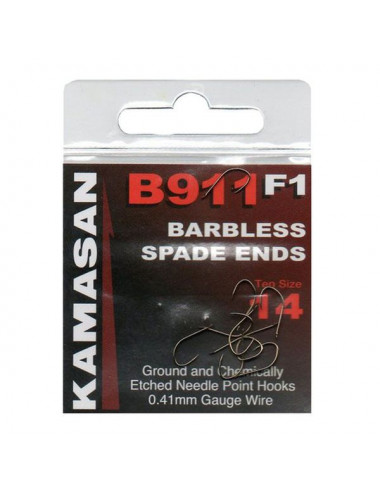 KAMASAN
B911 F1
BARBLESS
SPADE ENDS
Ten Size
14
Ground and Chemically
Etched Needle Point Hooks
0.41mm Gauge Wire